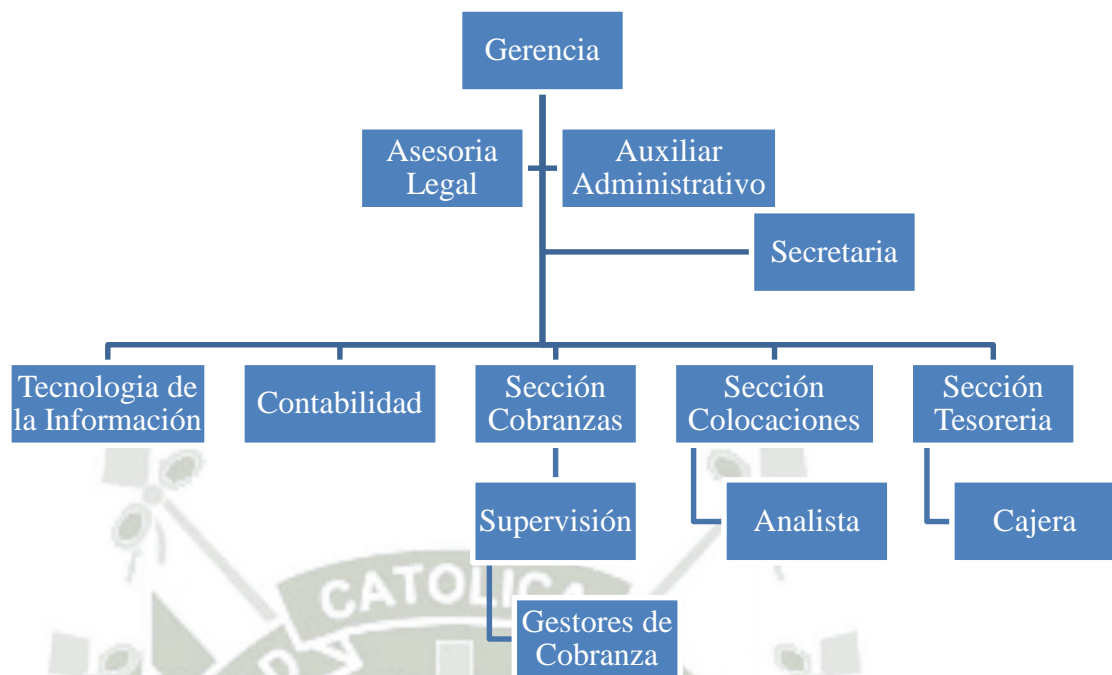 Gerencia
Asesoria
Legal
Auxiliar
Administrativo
Secretaria
Tecnologia de
la Información
Contabilidad
Sección
Cobranzas
Sección
Colocaciones
Sección
Tesoreria
Supervisión
Analista
Cajera
Gestores de
Cobranza
CATOLICA
D